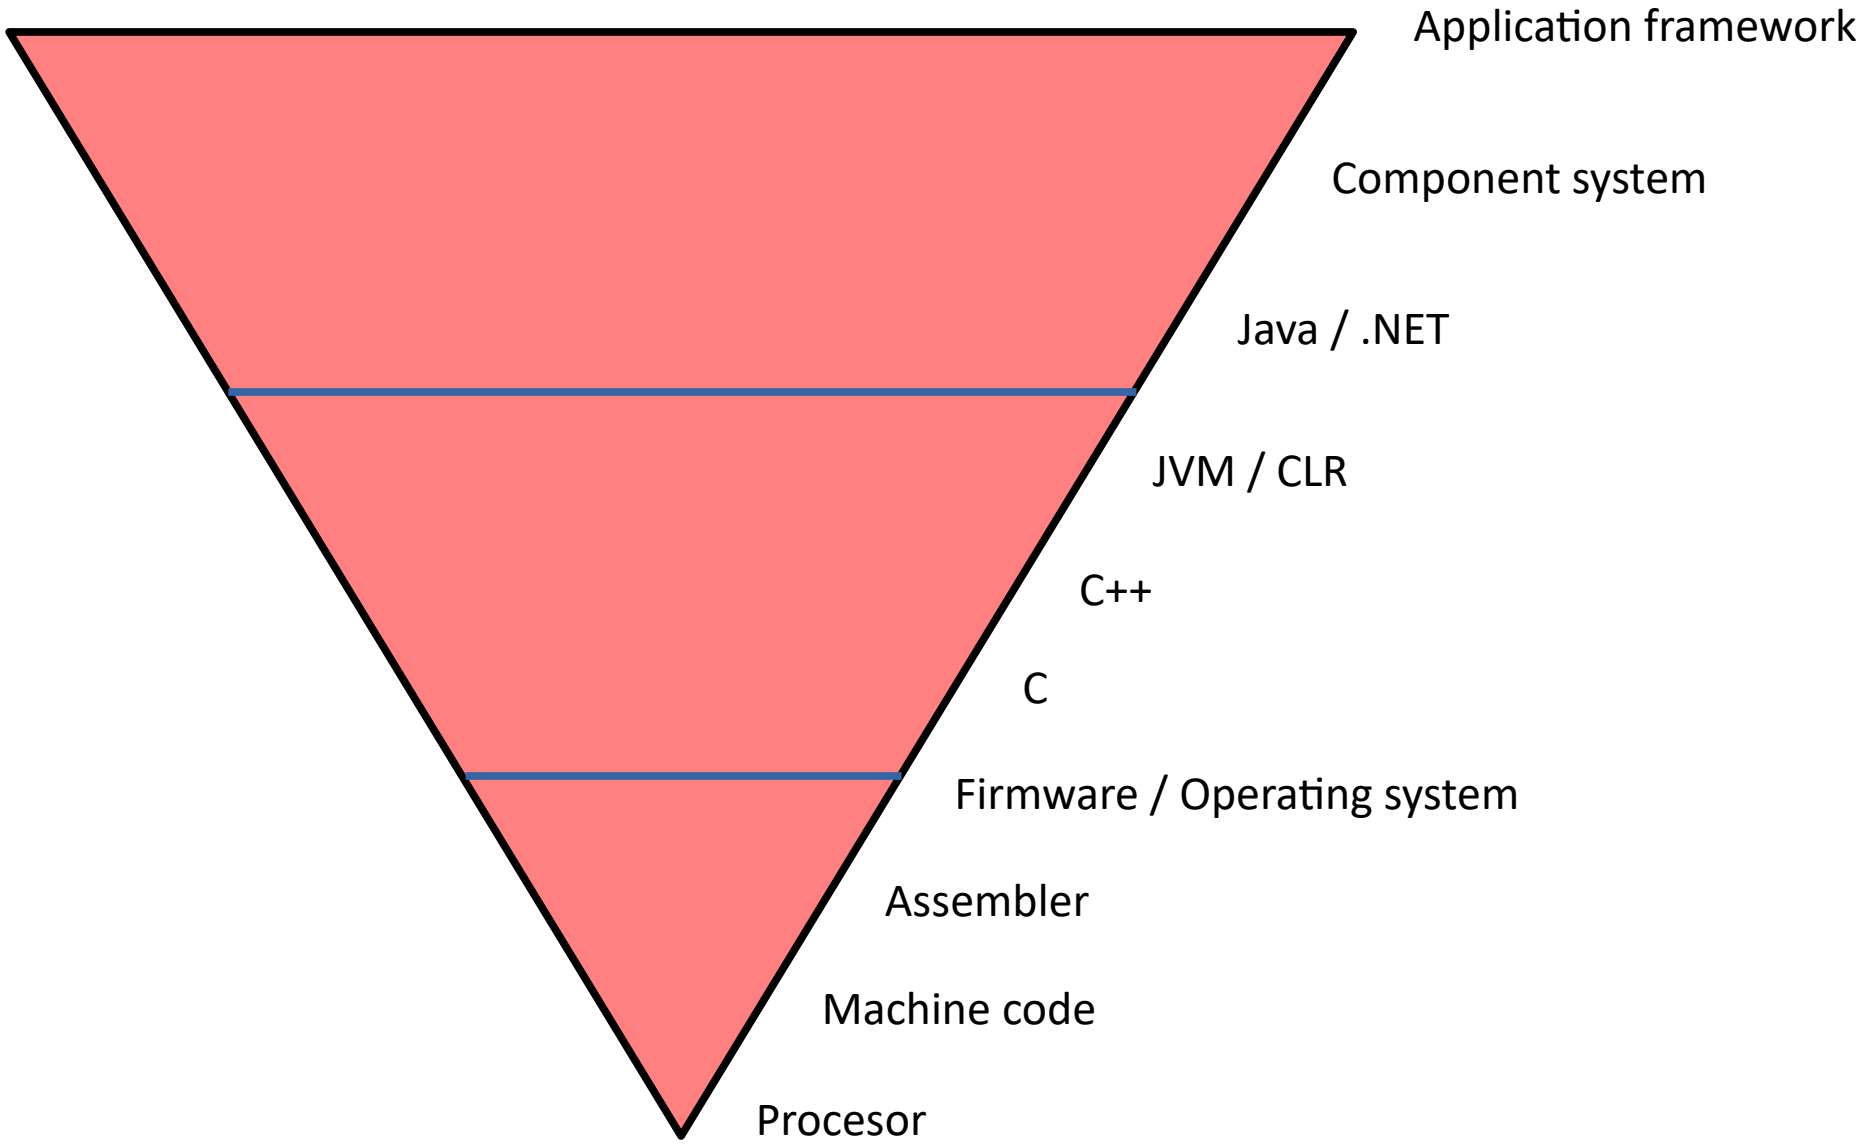 Application framework
Component system
Java / .NET
JVM / CLR
C++
C
Firmware / Operating system
Assembler
Machine code
Procesor